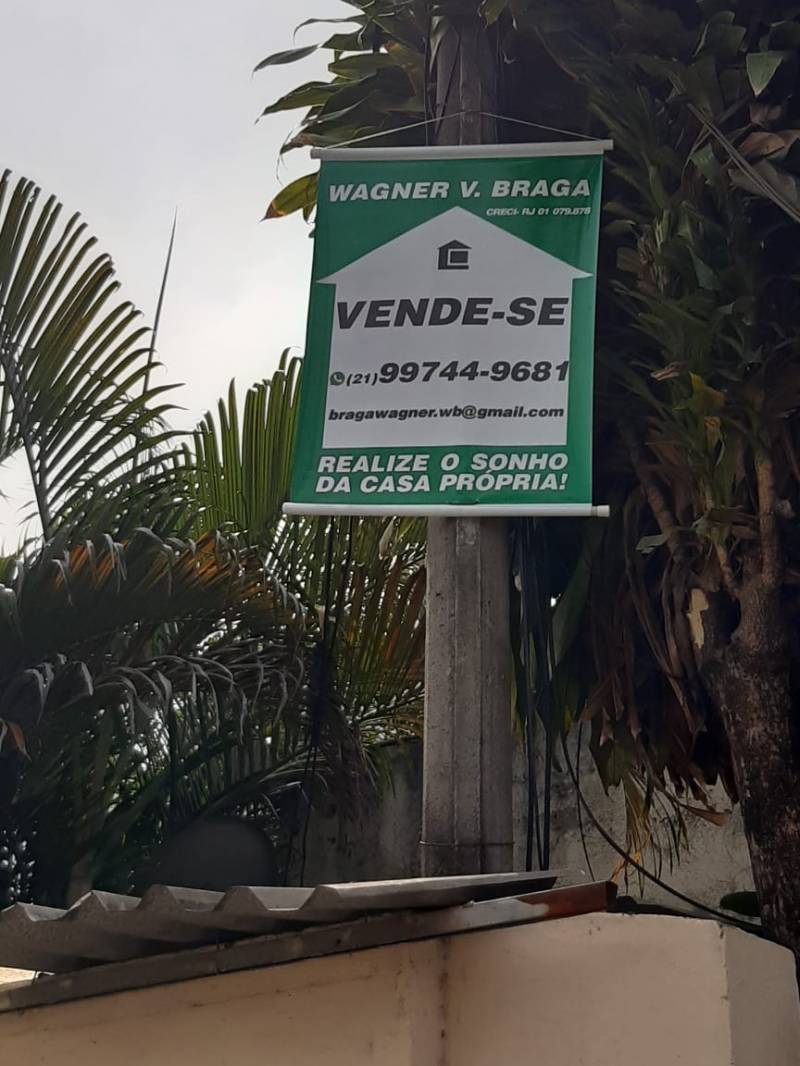 WAGNER V. BRAGA
CRECI- RJ 01 079.878
VENDE-SE
(21)99744-9681
bragawagner.wb@gmail.com
REALIZE O SONHO
DA CASA PRÓPRIA!